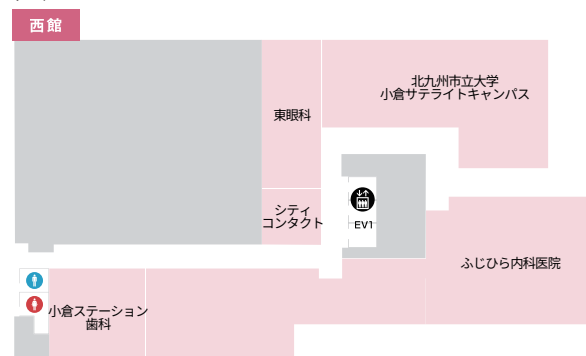 西館
北九州市立大学
小倉サテライトキャンパス
東眼科
シティ
コンタクト
EV1
ふじひら内科医院
小倉ステーション
歯科